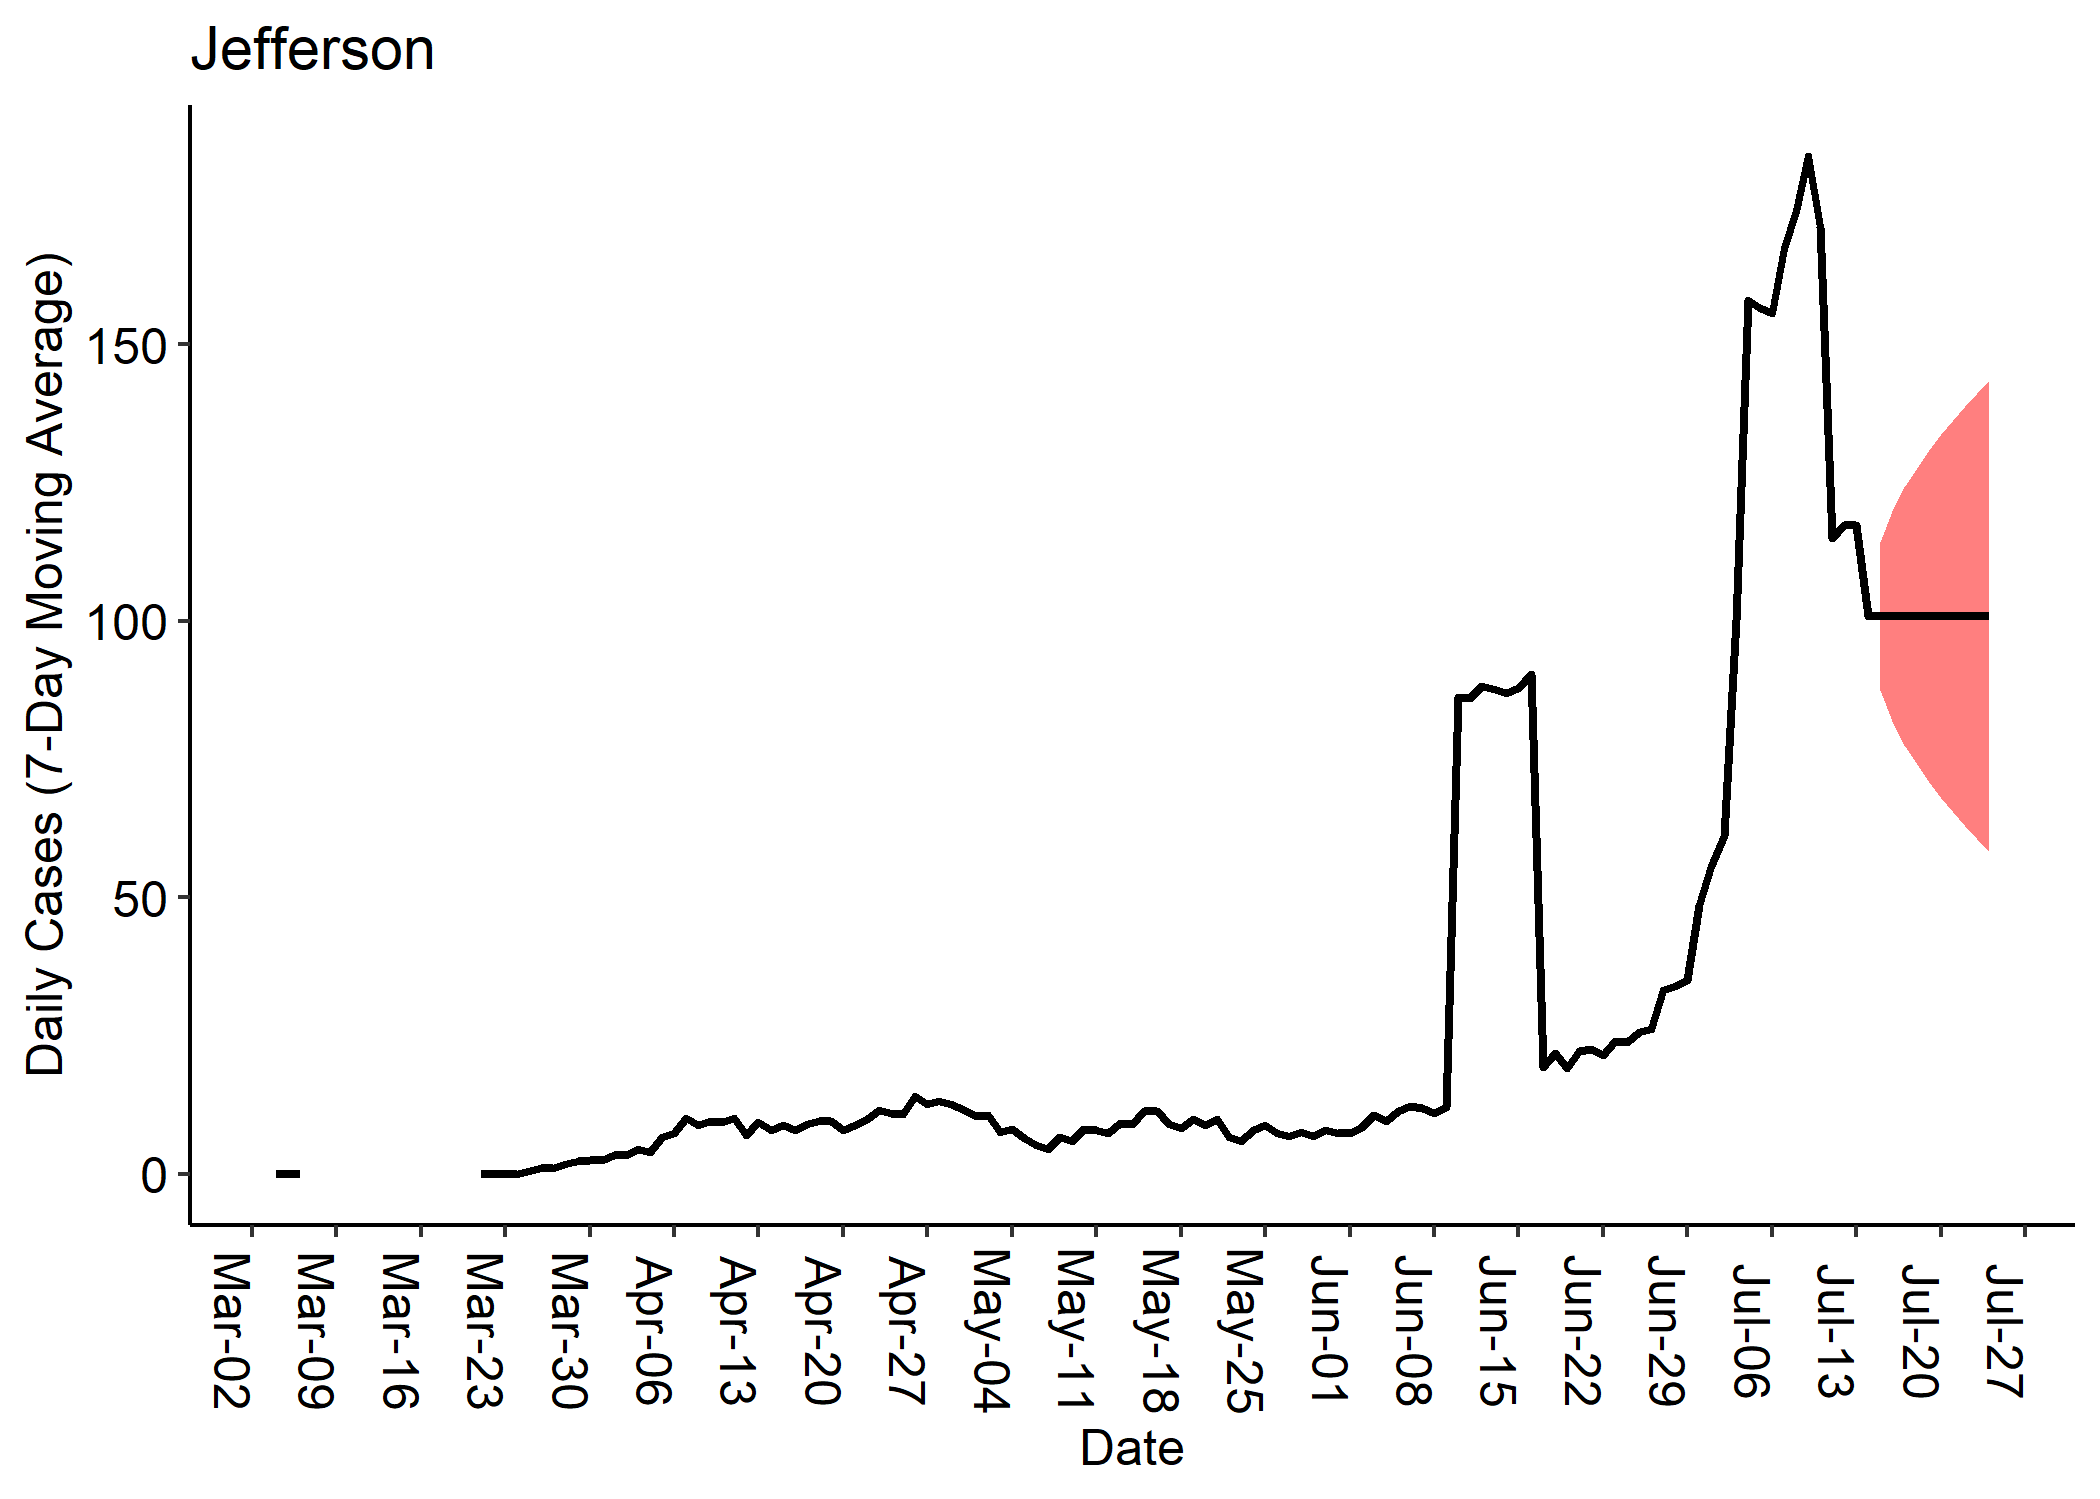 Jefferson
Daily Cases (7-Day Moving Average)
150
100
50
0
Mar-02
Mar-09
Mar-16
Mar-23
Mar-30
Apr-06
Apr-13
Apr-20
Apr-27
May-04
May-11
May-18
May-25
Jun-01
Jun-08
Jun-15
Jun-22
Jun-29
Jul-06
Jul-13
Jul-20
Jul-27
Date